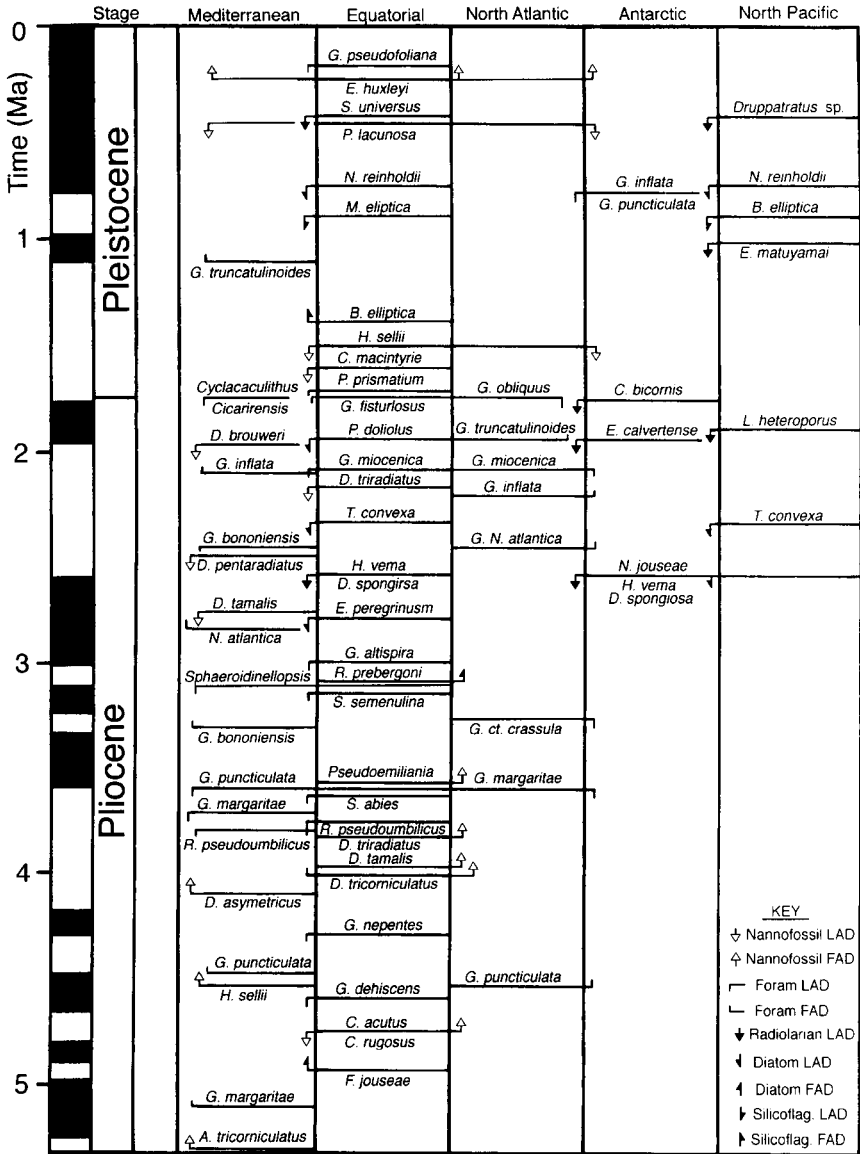 Stage
Mediterranean
Equatorial
North Atlantic
Antarctic
North Pacific
Time (Ma)
0
1
2
3
4
5
Pleistocene
Pliocene
G. pseudofoliana
E. huxleyi
S. universus
Druppatratus sp.
P. lacunosa
N. reinholdii
G. inflata
N. reinholdii
M. eliptica
G. puncticulata
B. elliptica
E. matuyamai
G. truncatulinoides
B. elliptica
H. sellii
C. macintyrie
Cyclacaculithus
P. prismatium
G. obliquus
C. bicornis
Cicarirensis
G. fisturlosus
D. brouweri
P. doliolus
G. truncatulinoides
E. calvertense
L. heteroporus
G. inflata
G. miocenica
G. miocenica
D. triradiatus
G. inflata
T. convexa
T. convexa
G. bononiensis
G. N. atlantica
D. pentaradiatus
H. vema
N. jouseae
D. spongirsa
H. vema
D. spongiosa
D. tamalis
E. peregrinusm
N. atlantica
G. altispira
Sphaeroidinellopsis
R. prebergoni
S. semenulina
G. bononiensis
G. ct. crassula
G. puncticulata
Pseudoemiliania
G. margaritae
G. margaritae
S. abies
R. pseudoumbilicus
R. pseudoumbilicus
D. triradiatus
D. tamalis
D. asymetricus
D. tricorniculatus
G. nepentes
G. puncticulata
G. puncticulata
H. sellii
G. dehiscens
C. acutus
C. rugosus
F. jouseae
G. margaritae
A. tricorniculatus
KEY
Nannofossil LAD
Nannofossil FAD
Foram LAD
Foram FAD
Radiolarian LAD
Diatom LAD
Diatom FAD
Silicoflag. LAD
Silicoflag. FAD